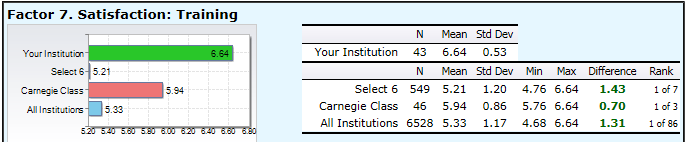 Factor 7. Satisfaction: Training
Your Institution 6.64
Select 6 5.21
Carnegie Class 5.94
All Institutions 5.33
5.20 5.40 5.60 5.80 6.00 6.20 6.40 6.60 6.80
N Mean Std Dev
Your Institution 43 6.64 0.53
N Mean Std Dev Min Max Difference Rank
Select 6 549 5.21 1.20 4.76 6.64 1.43 1 of 7
Carnegie Class 46 5.94 0.86 5.76 6.64 0.70 1 of 3
All Institutions 6528 5.33 1.17 4.68 6.64 1.31 1 of 86